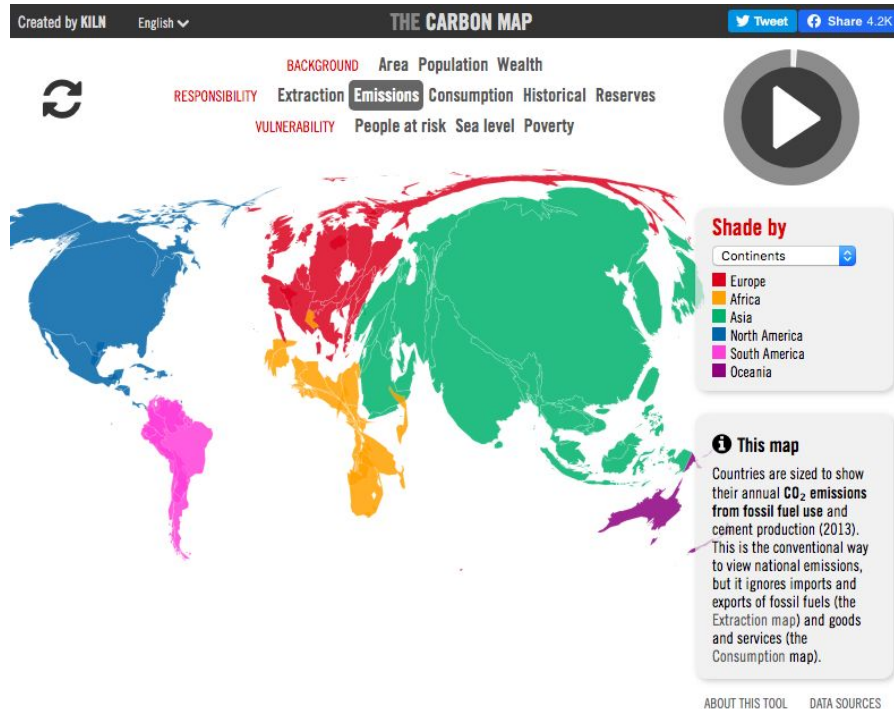 Created by KILN English THE CARBON MAP Tweet Share 4.2K
BACKGROUND Area Population Wealth
RESPONSIBILITY Extraction Emissions Consumption Historical Reserves
VULNERABILITY People at risk Sea level Poverty
Shade by
Continents
Europe
Africa
Asia
North America
South America
Oceania
This map
Countries are sized to show
their annual CO₂ emissions
from fossil fuel use and
cement production (2013).
This is the conventional way
to view national emissions,
but it ignores imports and
exports of fossil fuels (the
Extraction map) and goods
and services (the
Consumption map).
ABOUT THIS TOOL DATA SOURCES